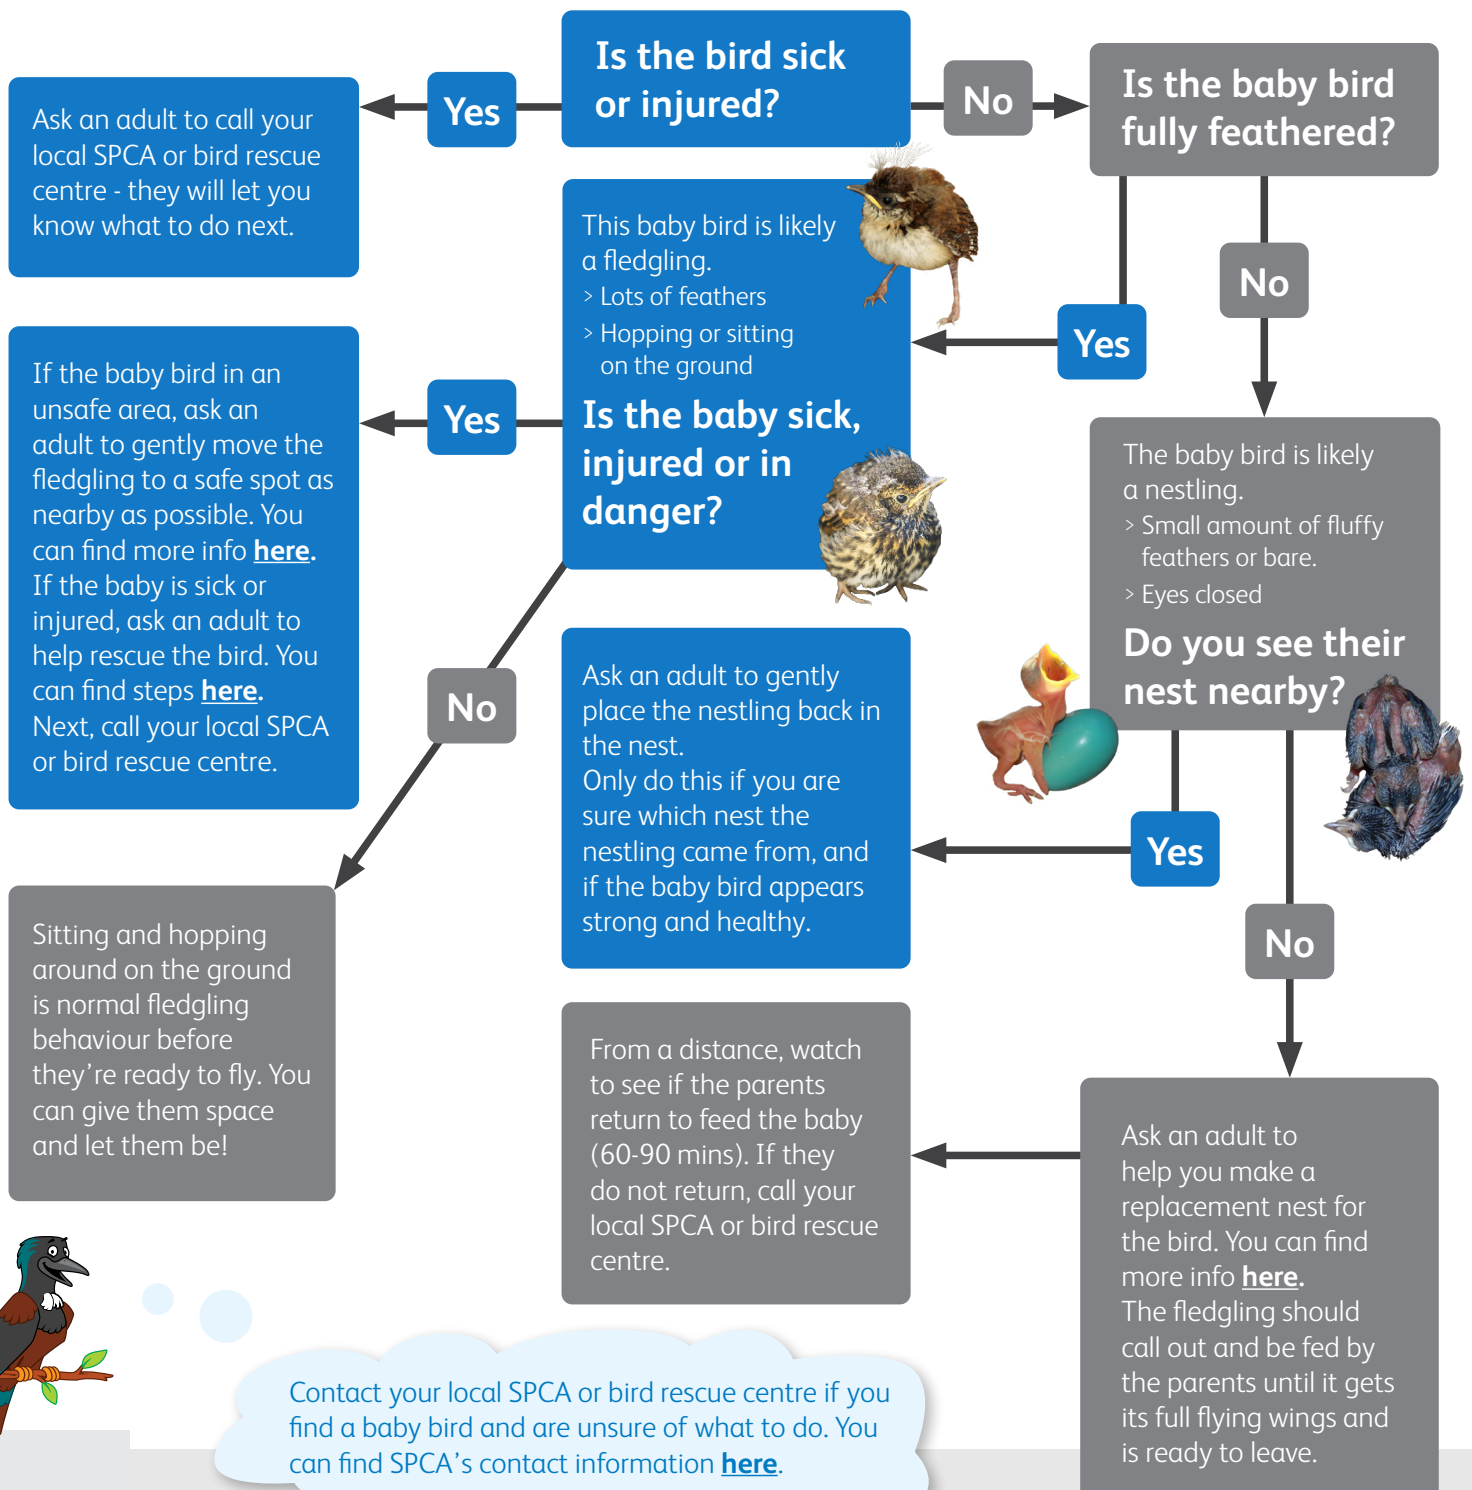 Is the bird sick
or injured?
Yes
No
Ask an adult to call your
local SPCA or bird rescue
centre - they will let you
know what to do next.
Is the baby bird
fully feathered?
Yes
No
This baby bird is likely
a fledgling.
> Lots of feathers
> Hopping or sitting
on the ground
Is the baby sick,
injured or in
danger?
Yes
No
If the baby bird in an
unsafe area, ask an
adult to gently move the
fledgling to a safe spot as
nearby as possible. You
can find more info here.
If the baby is sick or
injured, ask an adult to
help rescue the bird. You
can find steps here.
Next, call your local SPCA
or bird rescue centre.
Sitting and hopping
around on the ground
is normal fledgling
behaviour before
they're ready to fly. You
can give them space
and let them be!
The baby bird is likely
a nestling.
> Small amount of fluffy
feathers or bare.
> Eyes closed
Do you see their
nest nearby?
Yes
No
Ask an adult to gently
place the nestling back in
the nest.
Only do this if you are
sure which nest the
nestling came from, and
if the baby bird appears
strong and healthy.
Ask an adult to
help you make a
replacement nest for
the bird. You can find
more info here.
The fledgling should
call out and be fed by
the parents until it gets
its full flying wings and
is ready to leave.
From a distance, watch
to see if the parents
return to feed the baby
(60-90 mins). If they
do not return, call your
local SPCA or bird rescue
centre.
Contact your local SPCA or bird rescue centre if you
find a baby bird and are unsure of what to do. You
can find SPCA's contact information here.